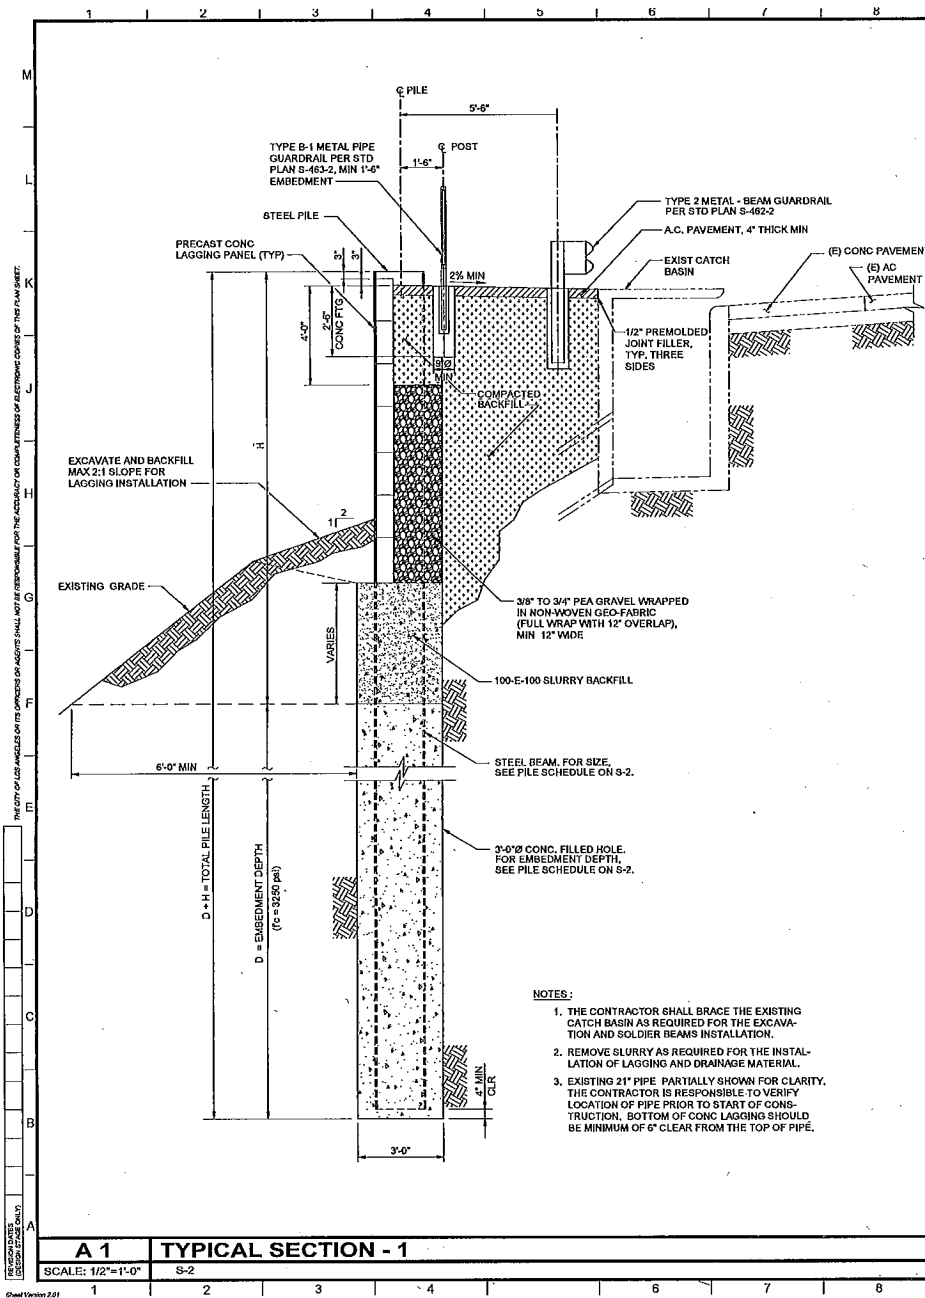 1 2 3 4 5 6 7 8
M
L
K
J
H
G
F
E
D
C
B
A
℄ PILE
5'-6"
℄ POST
1'-6"
TYPE B-1 METAL PIPE
GUARDRAIL PER STD
PLAN S-463-2, MIN 1'-6"
EMBEDMENT
STEEL PILE
PRECAST CONC
LAGGING PANEL (TYP)
3"
3"
2% MIN
TYPE 2 METAL - BEAM GUARDRAIL
PER STD PLAN S-462-2
A.C. PAVEMENT, 4" THICK MIN
EXIST CATCH
BASIN
(E) CONC PAVEMENT
(E) AC
PAVEMENT
4'-0"
2'-6"
CONC FTG
9" Ø
MIN
1/2" PREMOLDED
JOINT FILLER,
TYP. THREE
SIDES
COMPACTED
BACKFILL
H
EXCAVATE AND BACKFILL
MAX 2:1 SLOPE FOR
LAGGING INSTALLATION
2
1
EXISTING GRADE
VARIES
3/8" TO 3/4" PEA GRAVEL WRAPPED
IN NON-WOVEN GEO-FABRIC
(FULL WRAP WITH 12" OVERLAP),
MIN 12" WIDE
100-E-100 SLURRY BACKFILL
6'-0" MIN
STEEL BEAM. FOR SIZE,
SEE PILE SCHEDULE ON S-2.
D + H = TOTAL PILE LENGTH
D = EMBEDMENT DEPTH
(f'c = 3250 psi)
3'-0"Ø CONC. FILLED HOLE.
FOR EMBEDMENT DEPTH,
SEE PILE SCHEDULE ON S-2.
4" MIN
CLR
3'-0"
NOTES :
1. THE CONTRACTOR SHALL BRACE THE EXISTING
CATCH BASIN AS REQUIRED FOR THE EXCAVA-
TION AND SOLDIER BEAMS INSTALLATION.
2. REMOVE SLURRY AS REQUIRED FOR THE INSTAL-
LATION OF LAGGING AND DRAINAGE MATERIAL.
3. EXISTING 21" PIPE PARTIALLY SHOWN FOR CLARITY.
THE CONTRACTOR IS RESPONSIBLE TO VERIFY
LOCATION OF PIPE PRIOR TO START OF CONS-
TRUCTION. BOTTOM OF CONC LAGGING SHOULD
BE MINIMUM OF 6" CLEAR FROM THE TOP OF PIPE.
THE CITY OF LOS ANGELES OR ITS OFFICERS OR AGENTS SHALL NOT BE RESPONSIBLE FOR THE ACCURACY OR COMPLETENESS OF ELECTRONIC COPIES OF THIS PLAN SHEET.
REVISION DATES
(DESIGN STAGE ONLY)
A 1 TYPICAL SECTION - 1
SCALE: 1/2"=1'-0" S-2
1 2 3 4 5 6 7 8
Sheet Version 2.01